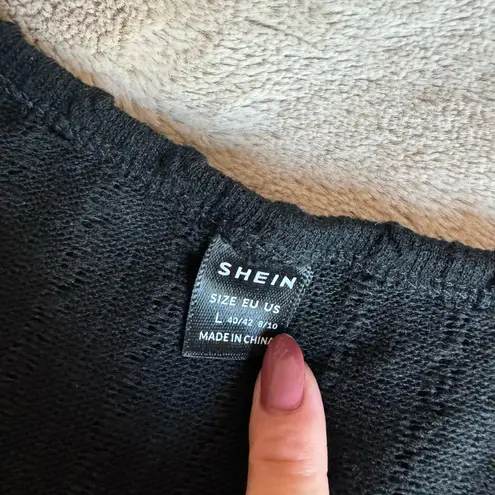 SHEIN
SIZE EU US
L 40/42 8/10
MADE IN CHINA